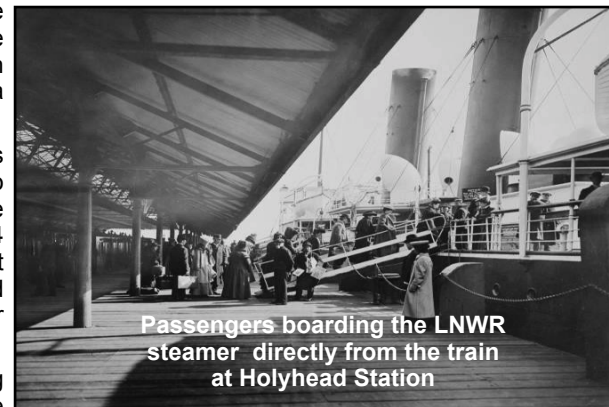 Passengers boarding the LNWR
steamer directly from the train
at Holyhead Station